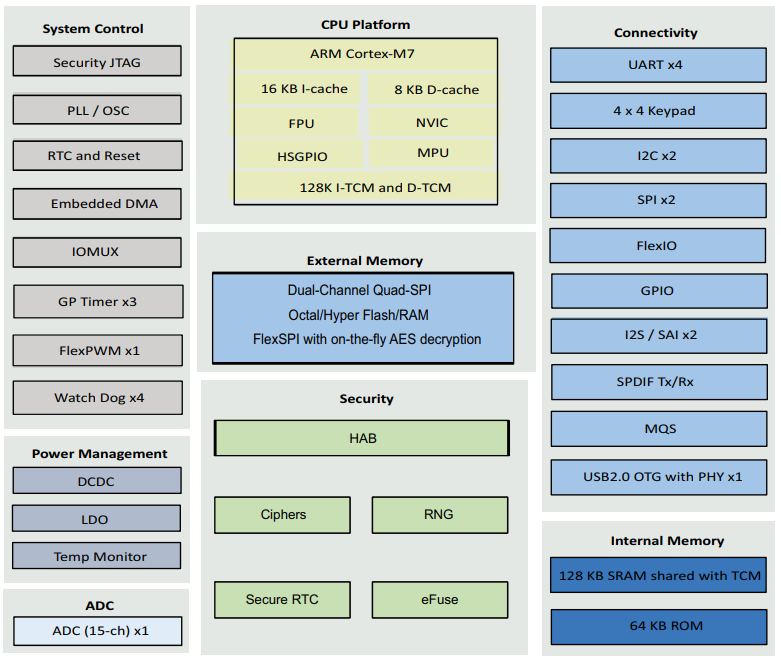 System Control
Security JTAG
PLL / OSC
RTC and Reset
Embedded DMA
IOMUX
GP Timer x3
FlexPWM x1
Watch Dog x4
Power Management
DCDC
LDO
Temp Monitor
ADC
ADC (15-ch) x1
CPU Platform
ARM Cortex-M7
16 KB I-cache
8 KB D-cache
FPU
NVIC
HSGPIO
MPU
128K I-TCM and D-TCM
External Memory
Dual-Channel Quad-SPI
Octal/Hyper Flash/RAM
FlexSPI with on-the-fly AES decryption
Security
HAB
Ciphers
RNG
Secure RTC
eFuse
Connectivity
UART x4
4 x 4 Keypad
I2C x2
SPI x2
FlexIO
GPIO
I2S / SAI x2
SPDIF Tx/Rx
MQS
USB2.0 OTG with PHY x1
Internal Memory
128 KB SRAM shared with TCM
64 KB ROM